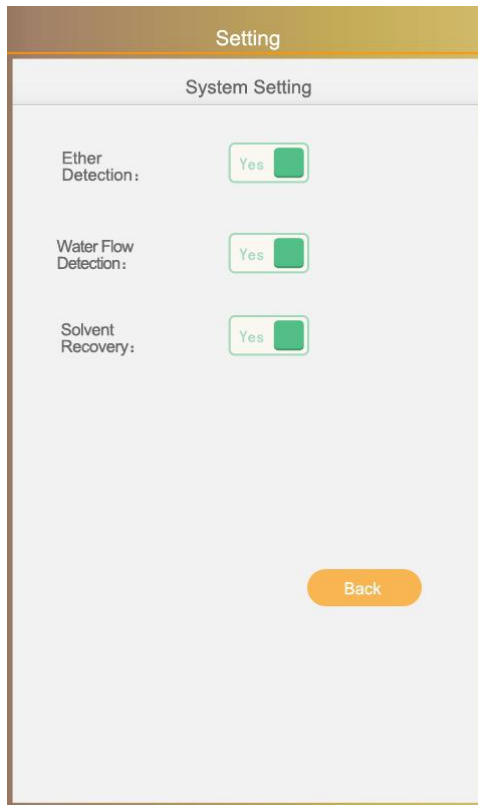 Setting
System Setting
Ether
Detection：
Yes
Water Flow
Detection：
Yes
Solvent
Recovery：
Yes
Back